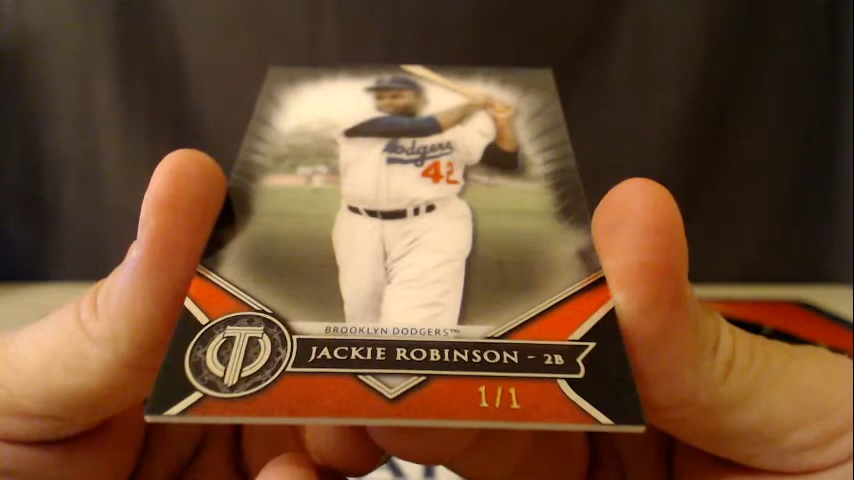 Dodgers
42
BROOKLYN DODGERS™
JACKIE ROBINSON - 2B
1/1